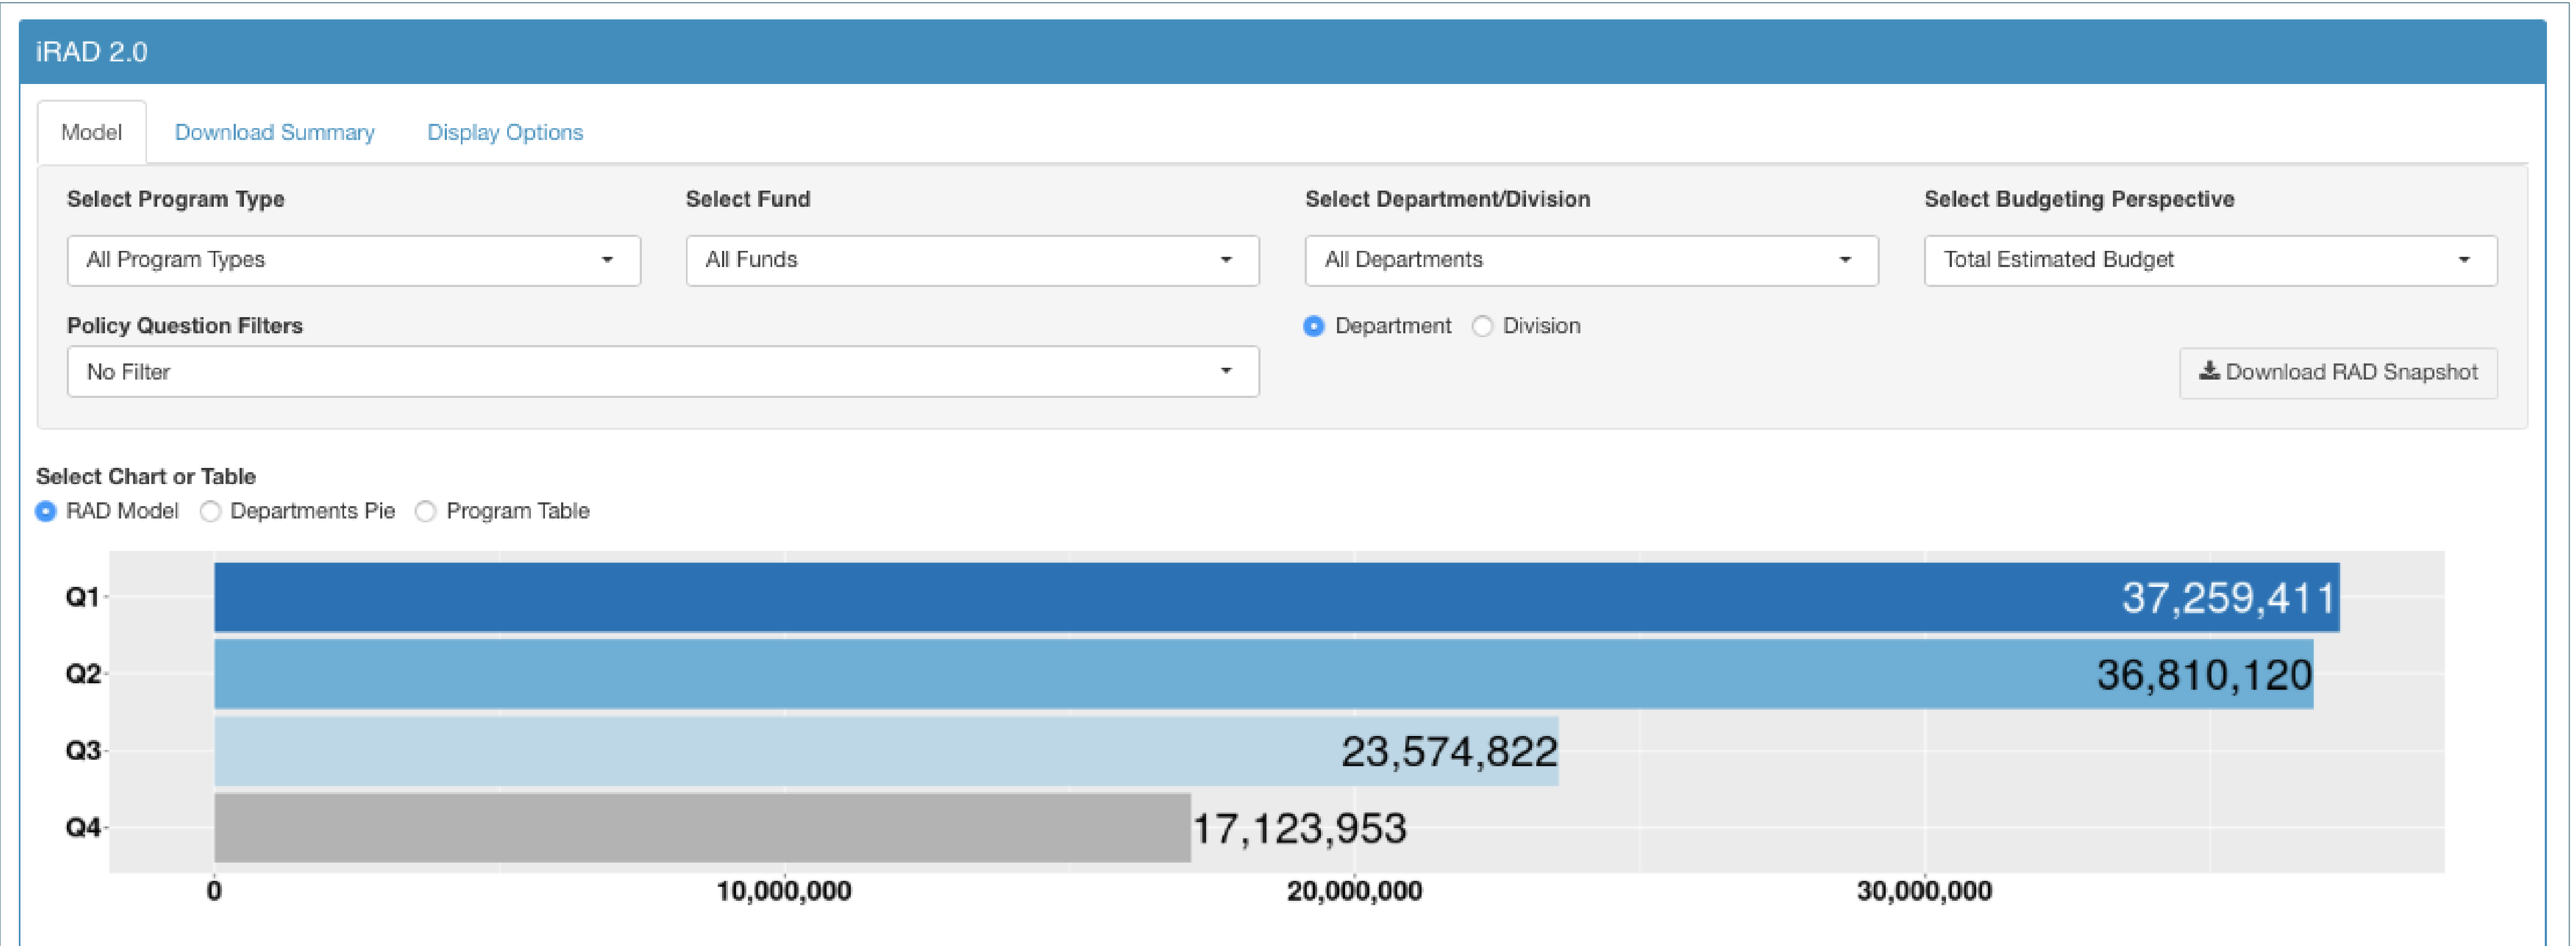 iRAD 2.0
Model Download Summary Display Options
Select Program Type Select Fund Select Department/Division Select Budgeting Perspective
All Program Types All Funds All Departments Total Estimated Budget
Policy Question Filters Department Division
No Filter Download RAD Snapshot
Select Chart or Table
RAD Model Departments Pie Program Table
Q1 37,259,411
Q2 36,810,120
Q3 23,574,822
Q4 17,123,953
0 10,000,000 20,000,000 30,000,000